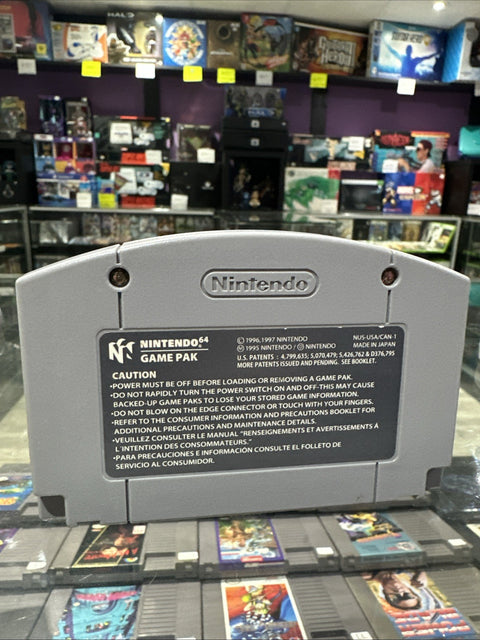 HALO
GUITAR HERO
Nintendo
NINTENDO 64
GAME PAK
© 1996,1997 NINTENDO
Ⓜ 1995 NINTENDO / Ⓒ NINTENDO
NUS-USA/CAN-1
MADE IN JAPAN
U.S. PATENTS : 4,799,635; 5,070,479; 5,426,762 & D376,795
MORE PATENTS ISSUED AND PENDING. SEE BOOKLET.
CAUTION
•POWER MUST BE OFF BEFORE LOADING OR REMOVING A GAME PAK.
•DO NOT RAPIDLY TURN THE POWER SWITCH ON AND OFF-THIS MAY CAUSE
BACKED-UP GAME PAKS TO LOSE YOUR STORED GAME INFORMATION.
•DO NOT BLOW ON THE EDGE CONNECTOR OR TOUCH WITH YOUR FINGERS.
•REFER TO THE CONSUMER INFORMATION AND PRECAUTIONS BOOKLET FOR
ADDITIONAL PRECAUTIONS AND MAINTENANCE DETAILS.
•VEUILLEZ CONSULTER LE MANUAL "RENSEIGNEMENTS ET AVERTISSEMENTS À
L'INTENTION DES CONSOMMATEURS."
•PARA PRECAUCIONES E INFORMACIÓN CONSULTE EL FOLLETO DE
SERVICIO AL CONSUMIDOR.